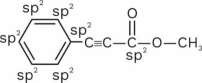 sp² sp² O
sp²
sp² –C≡C–C–O–CH₃
sp²
sp² sp²